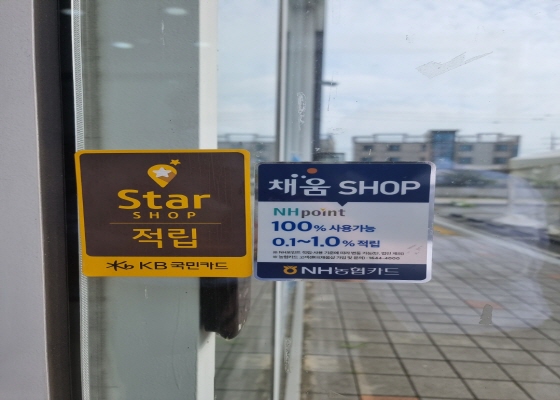 Star
SHOP
적립
KB국민카드
채움 SHOP
NHpoint
100% 사용가능
0.1~1.0% 적립
NH농협카드